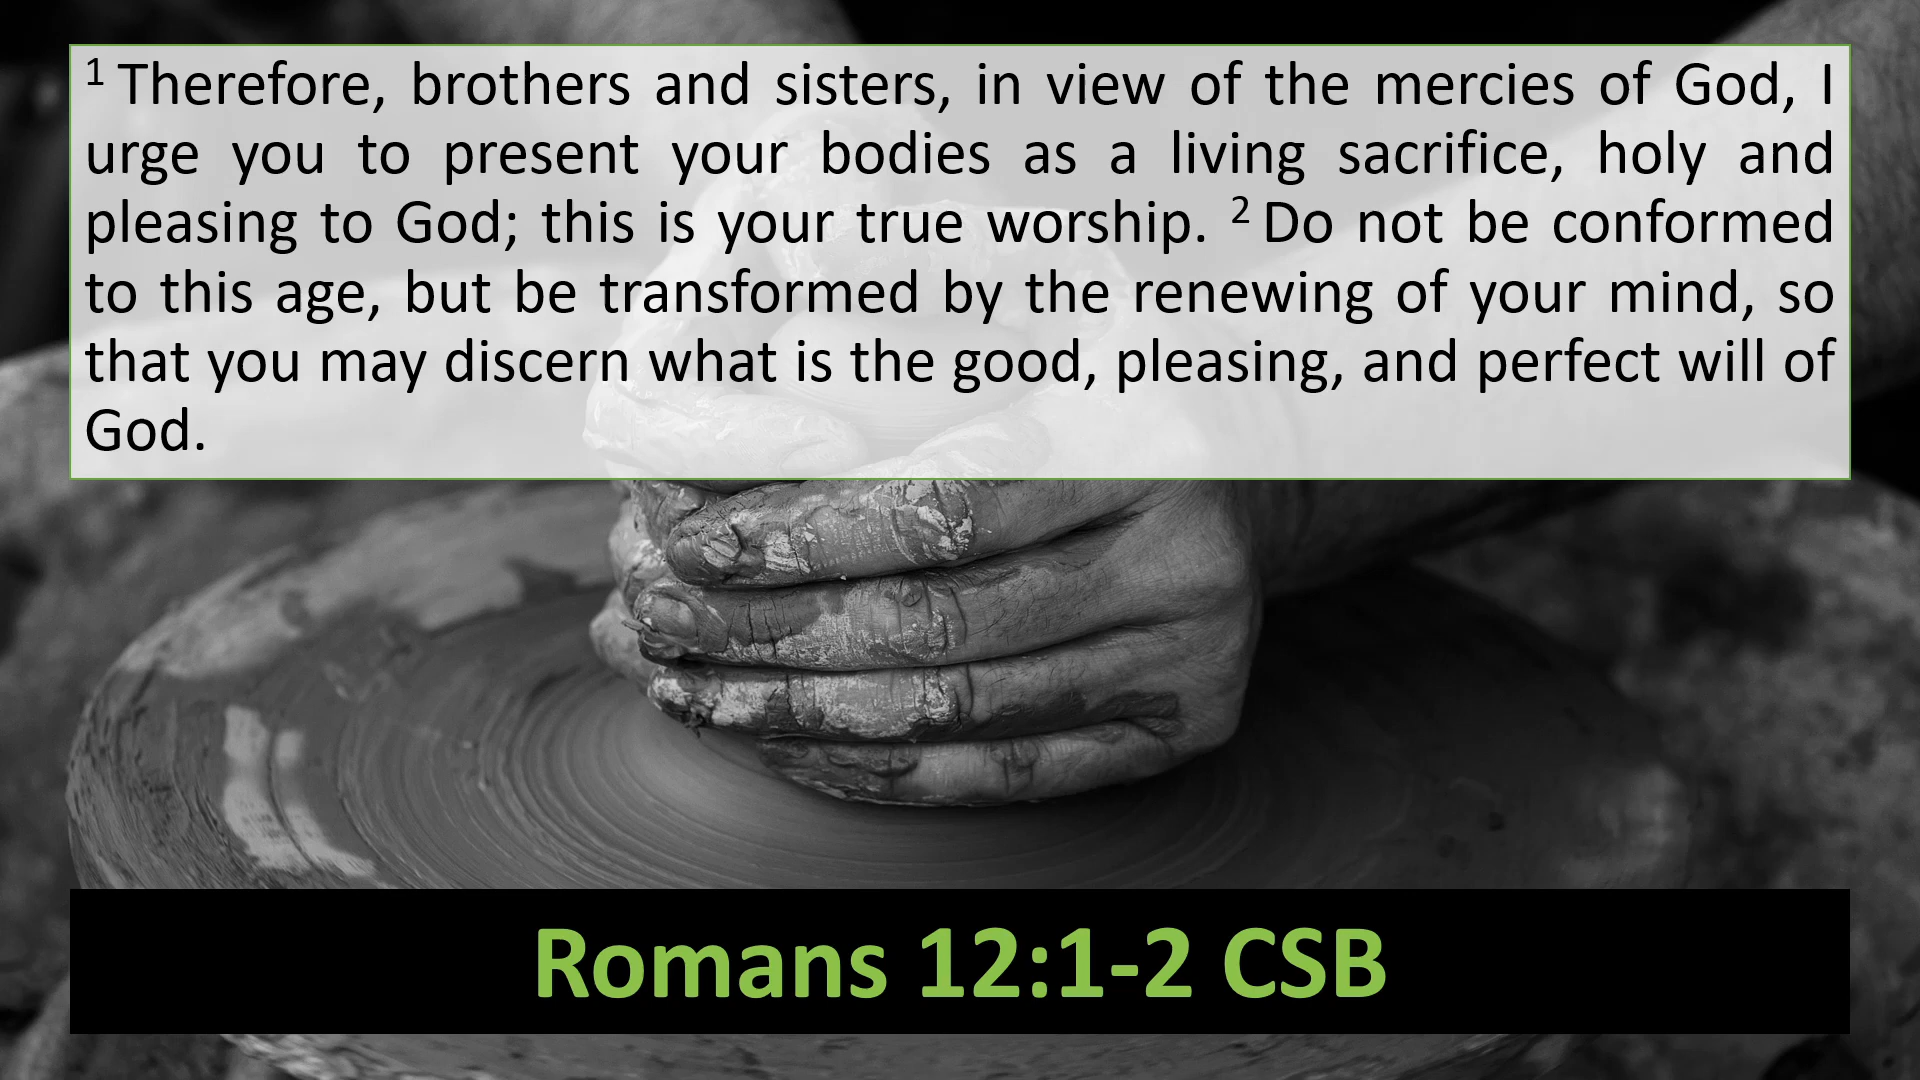 ¹ Therefore, brothers and sisters, in view of the mercies of God, I
urge you to present your bodies as a living sacrifice, holy and
pleasing to God; this is your true worship. ² Do not be conformed
to this age, but be transformed by the renewing of your mind, so
that you may discern what is the good, pleasing, and perfect will of
God.
Romans 12:1-2 CSB